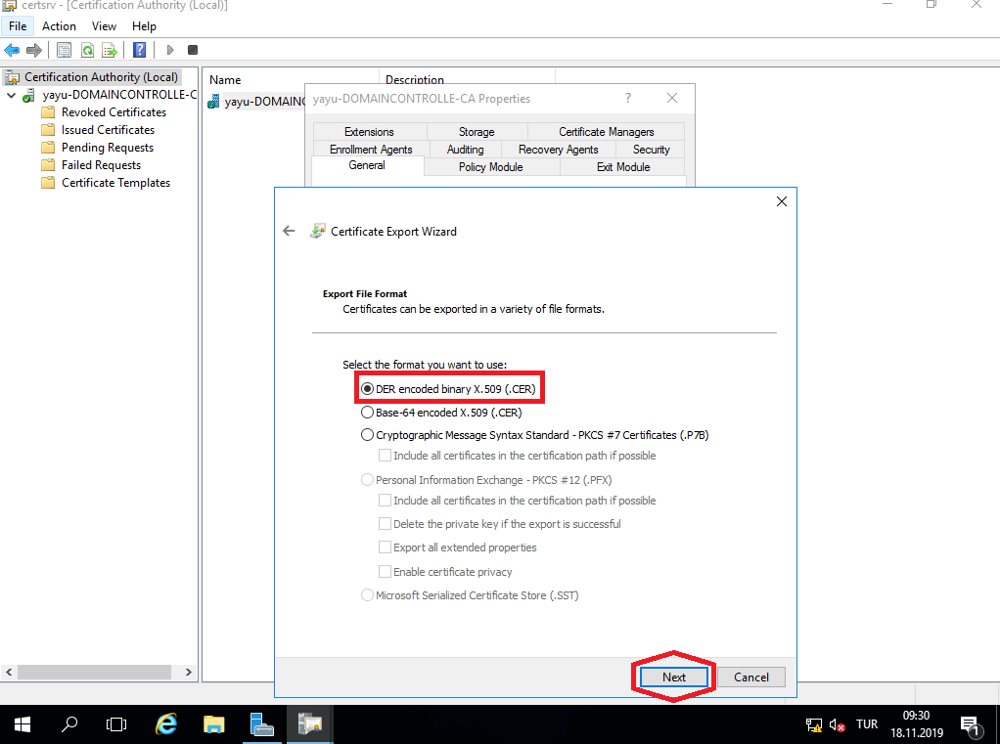 certsrv - [Certification Authority (Local)]
File Action View Help
Certification Authority (Local)
yayu-DOMAINCONTROLLE-C
Revoked Certificates
Issued Certificates
Pending Requests
Failed Requests
Certificate Templates
Name Description
yayu-DOMAINC
yayu-DOMAINCONTROLLE-CA Properties
Extensions Storage Certificate Managers
Enrollment Agents Auditing Recovery Agents Security
General Policy Module Exit Module
Certificate Export Wizard
Export File Format
Certificates can be exported in a variety of file formats.
Select the format you want to use:
DER encoded binary X.509 (.CER)
Base-64 encoded X.509 (.CER)
Cryptographic Message Syntax Standard - PKCS #7 Certificates (.P7B)
Include all certificates in the certification path if possible
Personal Information Exchange - PKCS #12 (.PFX)
Include all certificates in the certification path if possible
Delete the private key if the export is successful
Export all extended properties
Enable certificate privacy
Microsoft Serialized Certificate Store (.SST)
Next Cancel
TUR
09:30
18.11.2019
1